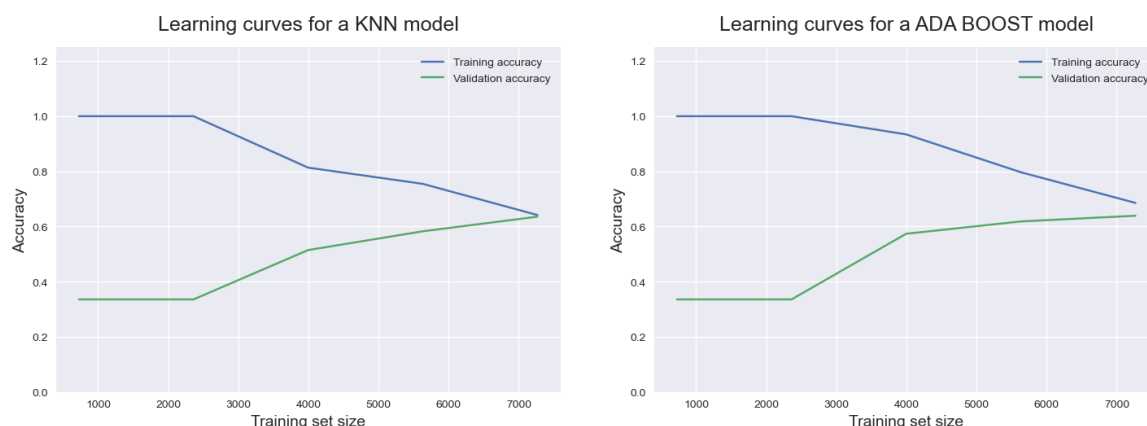 Learning curves for a KNN model
Training accuracy
Validation accuracy
1.2
1.0
0.8
0.6
0.4
0.2
0.0
Accuracy
1000 2000 3000 4000 5000 6000 7000
Training set size
Learning curves for a ADA BOOST model
Training accuracy
Validation accuracy
1.2
1.0
0.8
0.6
0.4
0.2
0.0
Accuracy
1000 2000 3000 4000 5000 6000 7000
Training set size